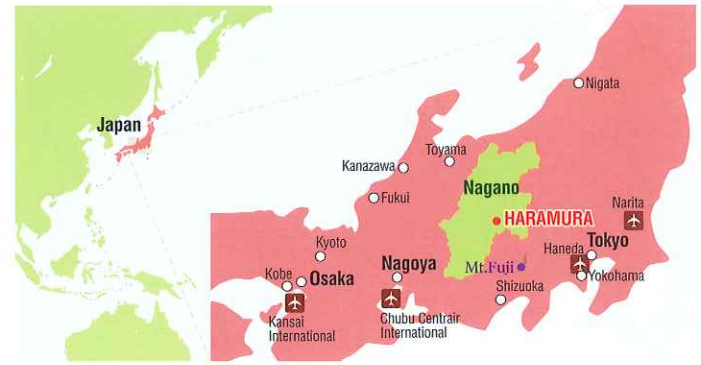 Japan
Nigata
Toyama
Kanazawa
Nagano
Fukui
HARAMURA
Narita
Kyoto
Haneda
Tokyo
Nagoya
Mt.Fuji
Kobe
Osaka
Yokohama
Shizuoka
Kansai
International
Chubu Centrair
International